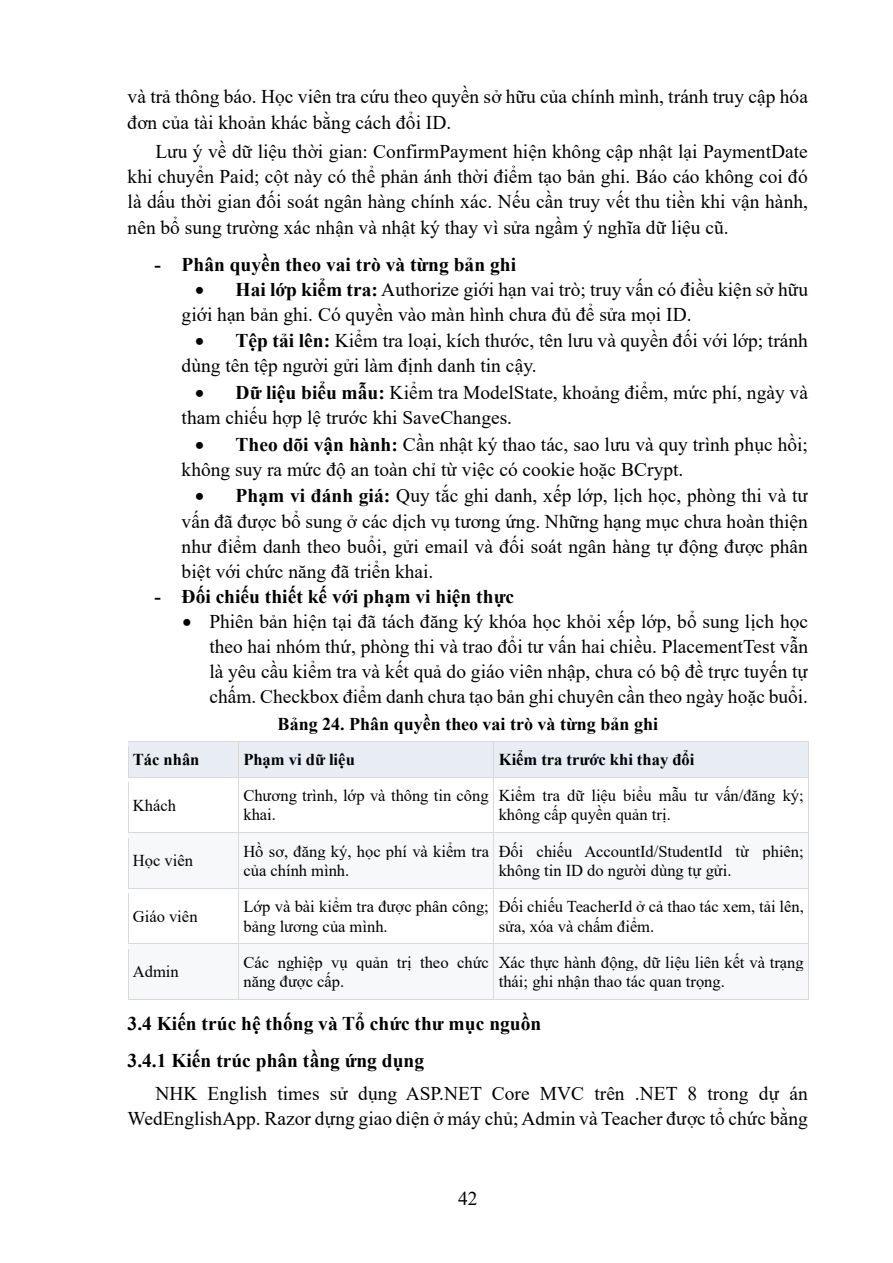 và trả thông báo. Học viên tra cứu theo quyền sở hữu của chính mình, tránh truy cập hóa
đơn của tài khoản khác bằng cách đổi ID.
Lưu ý về dữ liệu thời gian: ConfirmPayment hiện không cập nhật lại PaymentDate
khi chuyển Paid; cột này có thể phản ánh thời điểm tạo bản ghi. Báo cáo không coi đó
là dấu thời gian đối soát ngân hàng chính xác. Nếu cần truy vết thu tiền khi vận hành,
nên bổ sung trường xác nhận và nhật ký thay vì sửa ngầm ý nghĩa dữ liệu cũ.
- Phân quyền theo vai trò và từng bản ghi
• Hai lớp kiểm tra: Authorize giới hạn vai trò; truy vấn có điều kiện sở hữu
giới hạn bản ghi. Có quyền vào màn hình chưa đủ để sửa mọi ID.
• Tệp tải lên: Kiểm tra loại, kích thước, tên lưu và quyền đối với lớp; tránh
dùng tên tệp người gửi làm định danh tin cậy.
• Dữ liệu biểu mẫu: Kiểm tra ModelState, khoảng điểm, mức phí, ngày và
tham chiếu hợp lệ trước khi SaveChanges.
• Theo dõi vận hành: Cần nhật ký thao tác, sao lưu và quy trình phục hồi;
không suy ra mức độ an toàn chỉ từ việc có cookie hoặc BCrypt.
• Phạm vi đánh giá: Quy tắc ghi danh, xếp lớp, lịch học, phòng thi và tư
vấn đã được bổ sung ở các dịch vụ tương ứng. Những hạng mục chưa hoàn thiện
như điểm danh theo buổi, gửi email và đối soát ngân hàng tự động được phân
biệt với chức năng đã triển khai.
- Đối chiếu thiết kế với phạm vi hiện thực
• Phiên bản hiện tại đã tách đăng ký khóa học khỏi xếp lớp, bổ sung lịch học
theo hai nhóm thứ, phòng thi và trao đổi tư vấn hai chiều. PlacementTest vẫn
là yêu cầu kiểm tra và kết quả do giáo viên nhập, chưa có bộ đề trực tuyến tự
chấm. Checkbox điểm danh chưa tạo bản ghi chuyên cần theo ngày hoặc buổi.
Bảng 24. Phân quyền theo vai trò và từng bản ghi
Tác nhân Phạm vi dữ liệu Kiểm tra trước khi thay đổi
Khách Chương trình, lớp và thông tin công Kiểm tra dữ liệu biểu mẫu tư vấn/đăng ký;
khai. không cấp quyền quản trị.
Học viên Hồ sơ, đăng ký, học phí và kiểm tra Đối chiếu AccountId/StudentId từ phiên;
của chính mình. không tin ID do người dùng tự gửi.
Giáo viên Lớp và bài kiểm tra được phân công; Đối chiếu TeacherId ở cả thao tác xem, tải lên,
bảng lương của mình. sửa, xóa và chấm điểm.
Admin Các nghiệp vụ quản trị theo chức Xác thực hành động, dữ liệu liên kết và trạng
năng được cấp. thái; ghi nhận thao tác quan trọng.
3.4 Kiến trúc hệ thống và Tổ chức thư mục nguồn
3.4.1 Kiến trúc phân tầng ứng dụng
NHK English times sử dụng ASP.NET Core MVC trên .NET 8 trong dự án
WedEnglishApp. Razor dựng giao diện ở máy chủ; Admin và Teacher được tổ chức bằng
42